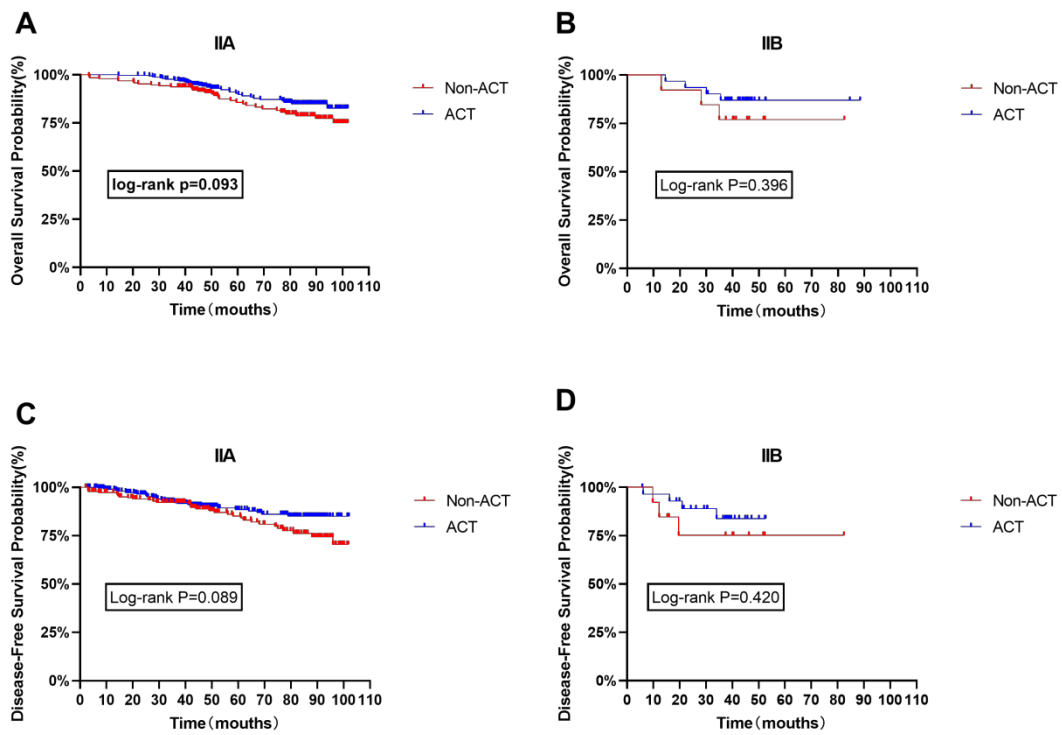 A
IIA
Overall Survival Probability(%)
100%
75%
50%
25%
0%
0 10 20 30 40 50 60 70 80 90 100 110
Time(mouths)
log-rank p=0.093
Non-ACT
ACT
B
IIB
Overall Survival Probability(%)
100%
75%
50%
25%
0%
0 10 20 30 40 50 60 70 80 90 100 110
Time(mouths)
Log-rank P=0.396
Non-ACT
ACT
C
IIA
Disease-Free Survival Probability(%)
100%
75%
50%
25%
0%
0 10 20 30 40 50 60 70 80 90 100 110
Time(mouths)
Log-rank P=0.089
Non-ACT
ACT
D
IIB
Disease-Free Survival Probability(%)
100%
75%
50%
25%
0%
0 10 20 30 40 50 60 70 80 90 100 110
Time(mouths)
Log-rank P=0.420
Non-ACT
ACT